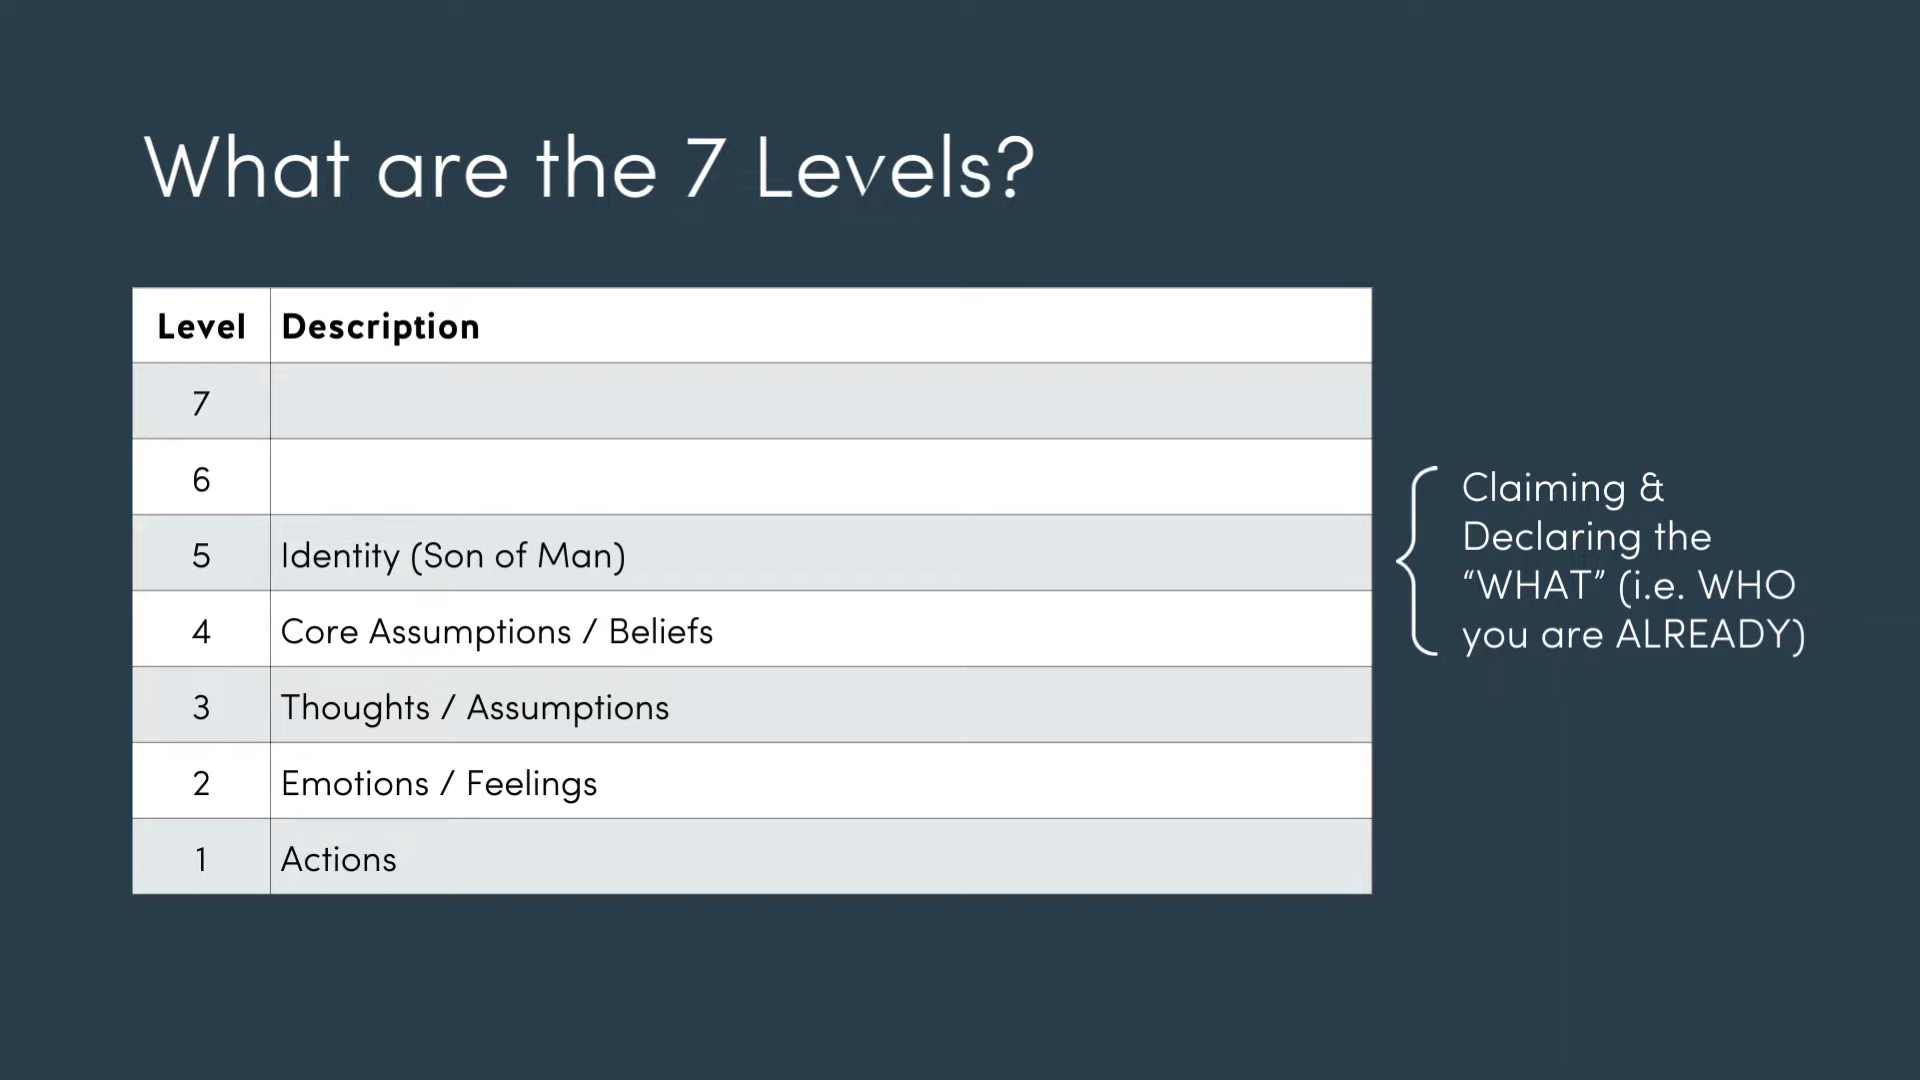 What are the 7 Levels?
Level Description
7
6
5 Identity (Son of Man)
4 Core Assumptions / Beliefs
3 Thoughts / Assumptions
2 Emotions / Feelings
1 Actions
Claiming &
Declaring the
“WHAT” (i.e. WHO
you are ALREADY)